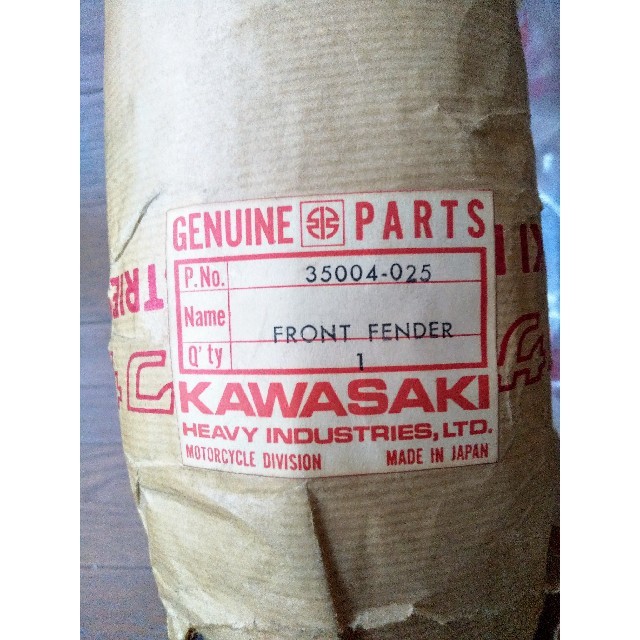 GENUINE PARTS
P.No. 35004-025
Name FRONT FENDER
Q'ty 1
KAWASAKI
HEAVY INDUSTRIES, LTD.
MOTORCYCLE DIVISION MADE IN JAPAN